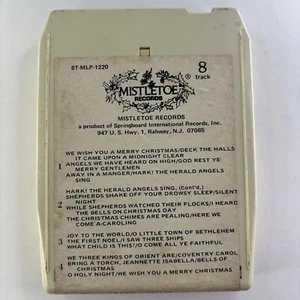 8T-MLP-1220
8
track
MISTLETOE
RECORDS
®
MISTLETOE RECORDS
a product of Springboard International Records, Inc.
947 U.S. Hwy. 1, Rahway, N.J. 07065
WE WISH YOU A MERRY CHRISTMAS/DECK THE HALLS
IT CAME UPON A MIDNIGHT CLEAR
1 ANGELS WE HAVE HEARD ON HIGH/GOD REST YE
MERRY GENTLEMEN
AWAY IN A MANGER/HARK! THE HERALD ANGELS
SING
HARK! THE HERALD ANGELS SING, (Cont'd.)
SHEPHERDS SHAKE OFF YOUR DROWSY SLEEP/SILENT
NIGHT
2 WHILE SHEPHERDS WATCHED THEIR FLOCKS/I HEARD
THE BELLS ON CHRISTMAS DAY
THE CHRISTMAS CHIMES ARE PEALING/HERE WE
COME A-CAROLING
JOY TO THE WORLD/O LITTLE TOWN OF BETHLEHEM
3 THE FIRST NOEL/I SAW THREE SHIPS
WHAT CHILD IS THIS/O COME ALL YE FAITHFUL
WE THREE KINGS OF ORIENT ARE/COVENTRY CAROL
4 BRING A TORCH, JEANNETTE ISABELLA/BELLS OF
CHRISTMAS
O HOLY NIGHT/WE WISH YOU A MERRY CHRISTMAS